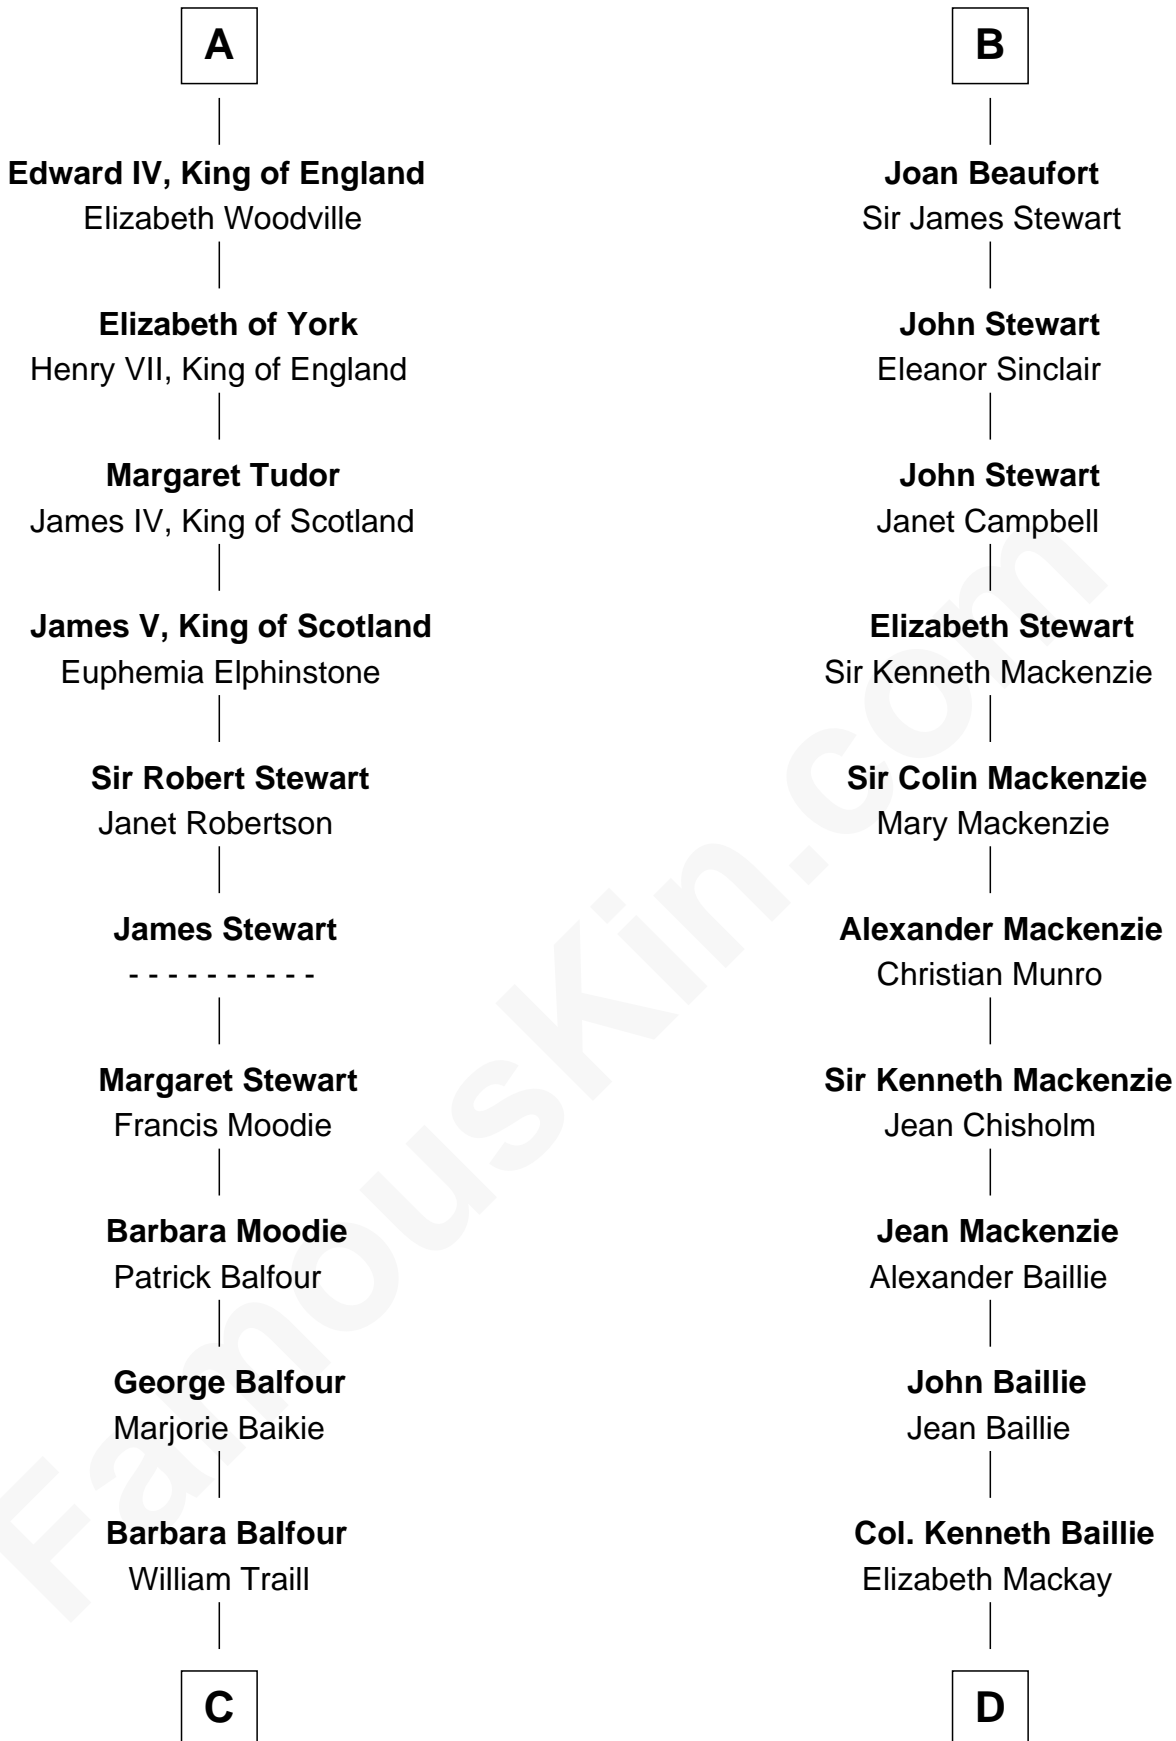 A
Edward IV, King of England
Elizabeth Woodville
Elizabeth of York
Henry VII, King of England
Margaret Tudor
James IV, King of Scotland
James V, King of Scotland
Euphemia Elphinstone
Sir Robert Stewart
Janet Robertson
James Stewart
- - - - - - - - - -
Margaret Stewart
Francis Moodie
Barbara Moodie
Patrick Balfour
George Balfour
Marjorie Baikie
Barbara Balfour
William Traill
C
B
Joan Beaufort
Sir James Stewart
John Stewart
Eleanor Sinclair
John Stewart
Janet Campbell
Elizabeth Stewart
Sir Kenneth Mackenzie
Sir Colin Mackenzie
Mary Mackenzie
Alexander Mackenzie
Christian Munro
Sir Kenneth Mackenzie
Jean Chisholm
Jean Mackenzie
Alexander Baillie
John Baillie
Jean Baillie
Col. Kenneth Baillie
Elizabeth Mackay
D
FamousKin.com